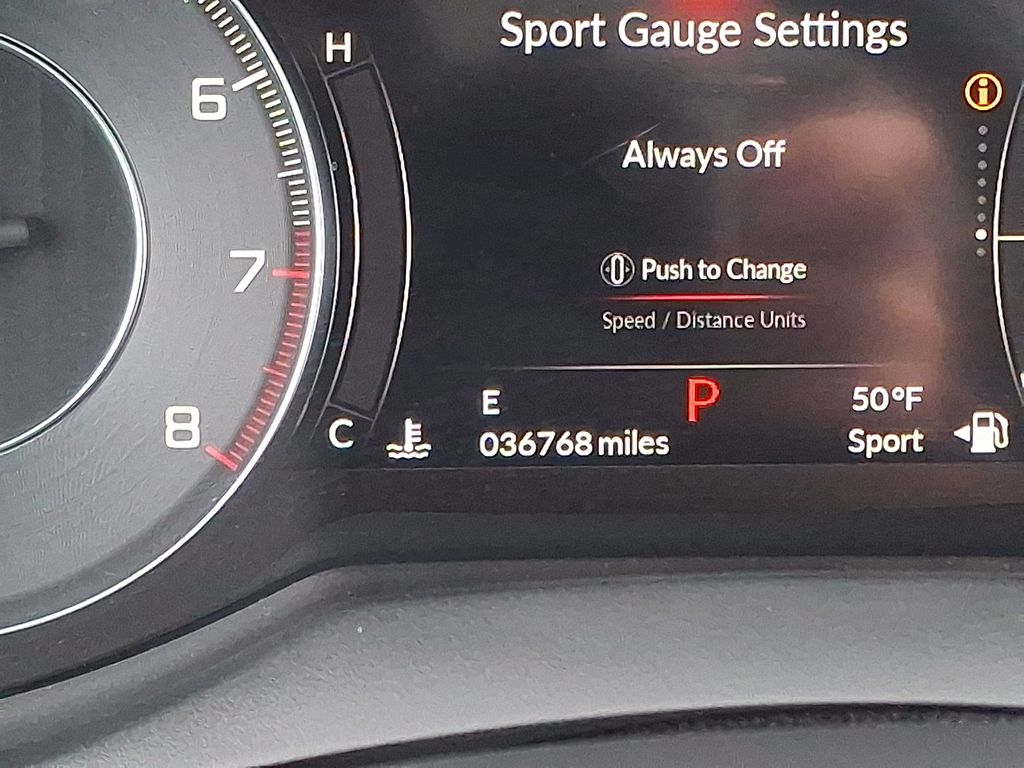 Sport Gauge Settings
H
6
Always Off
7
Push to Change
Speed / Distance Units
E
P
50°F
8
C
036768 miles
Sport